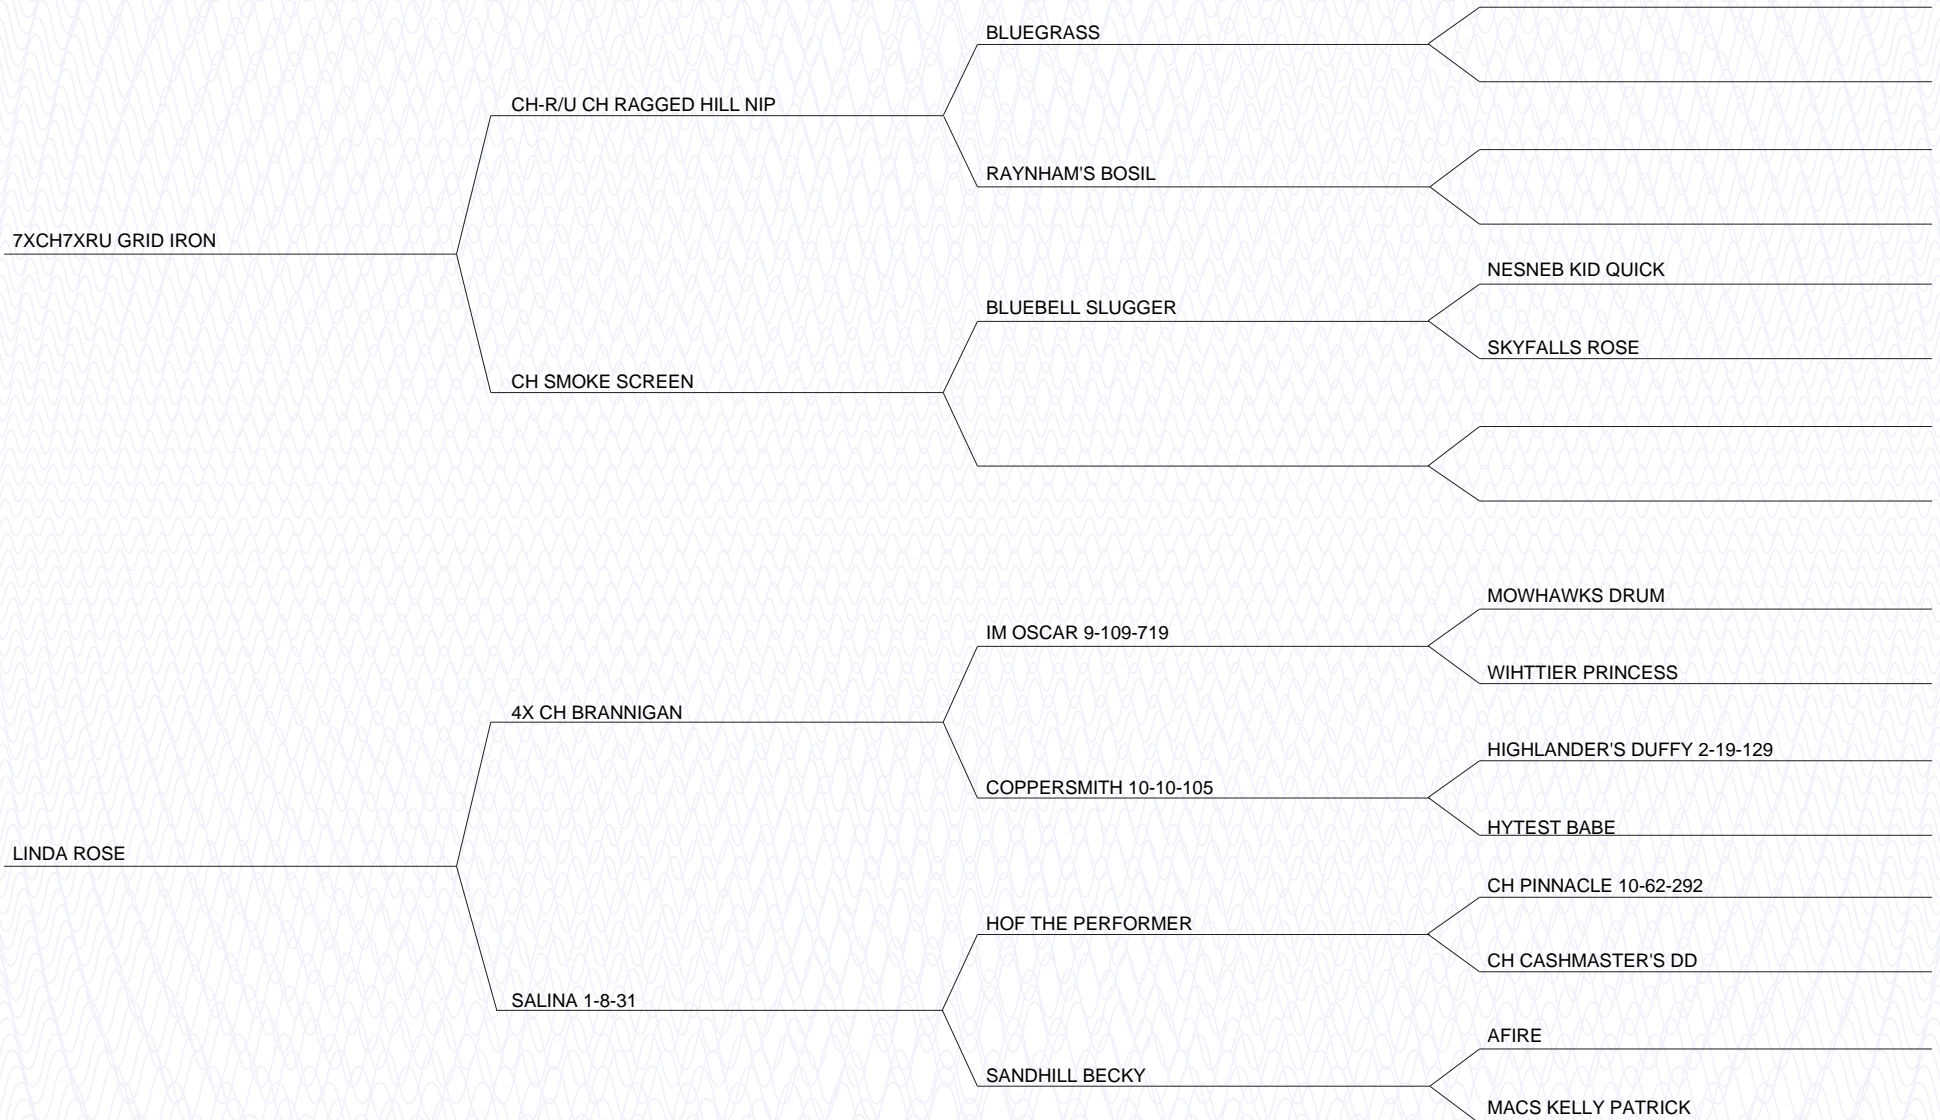 BLUEGRASS
CH-R/U CH RAGGED HILL NIP
RAYNHAM'S BOSIL
7XCH7XRU GRID IRON
NESNEB KID QUICK
BLUEBELL SLUGGER
SKYFALLS ROSE
CH SMOKE SCREEN
MOWHAWKS DRUM
IM OSCAR 9-109-719
WIHTTIER PRINCESS
4X CH BRANNIGAN
HIGHLANDER'S DUFFY 2-19-129
COPPERSMITH 10-10-105
HYTEST BABE
LINDA ROSE
CH PINNACLE 10-62-292
HOF THE PERFORMER
CH CASHMASTER'S DD
SALINA 1-8-31
AFIRE
SANDHILL BECKY
MACS KELLY PATRICK